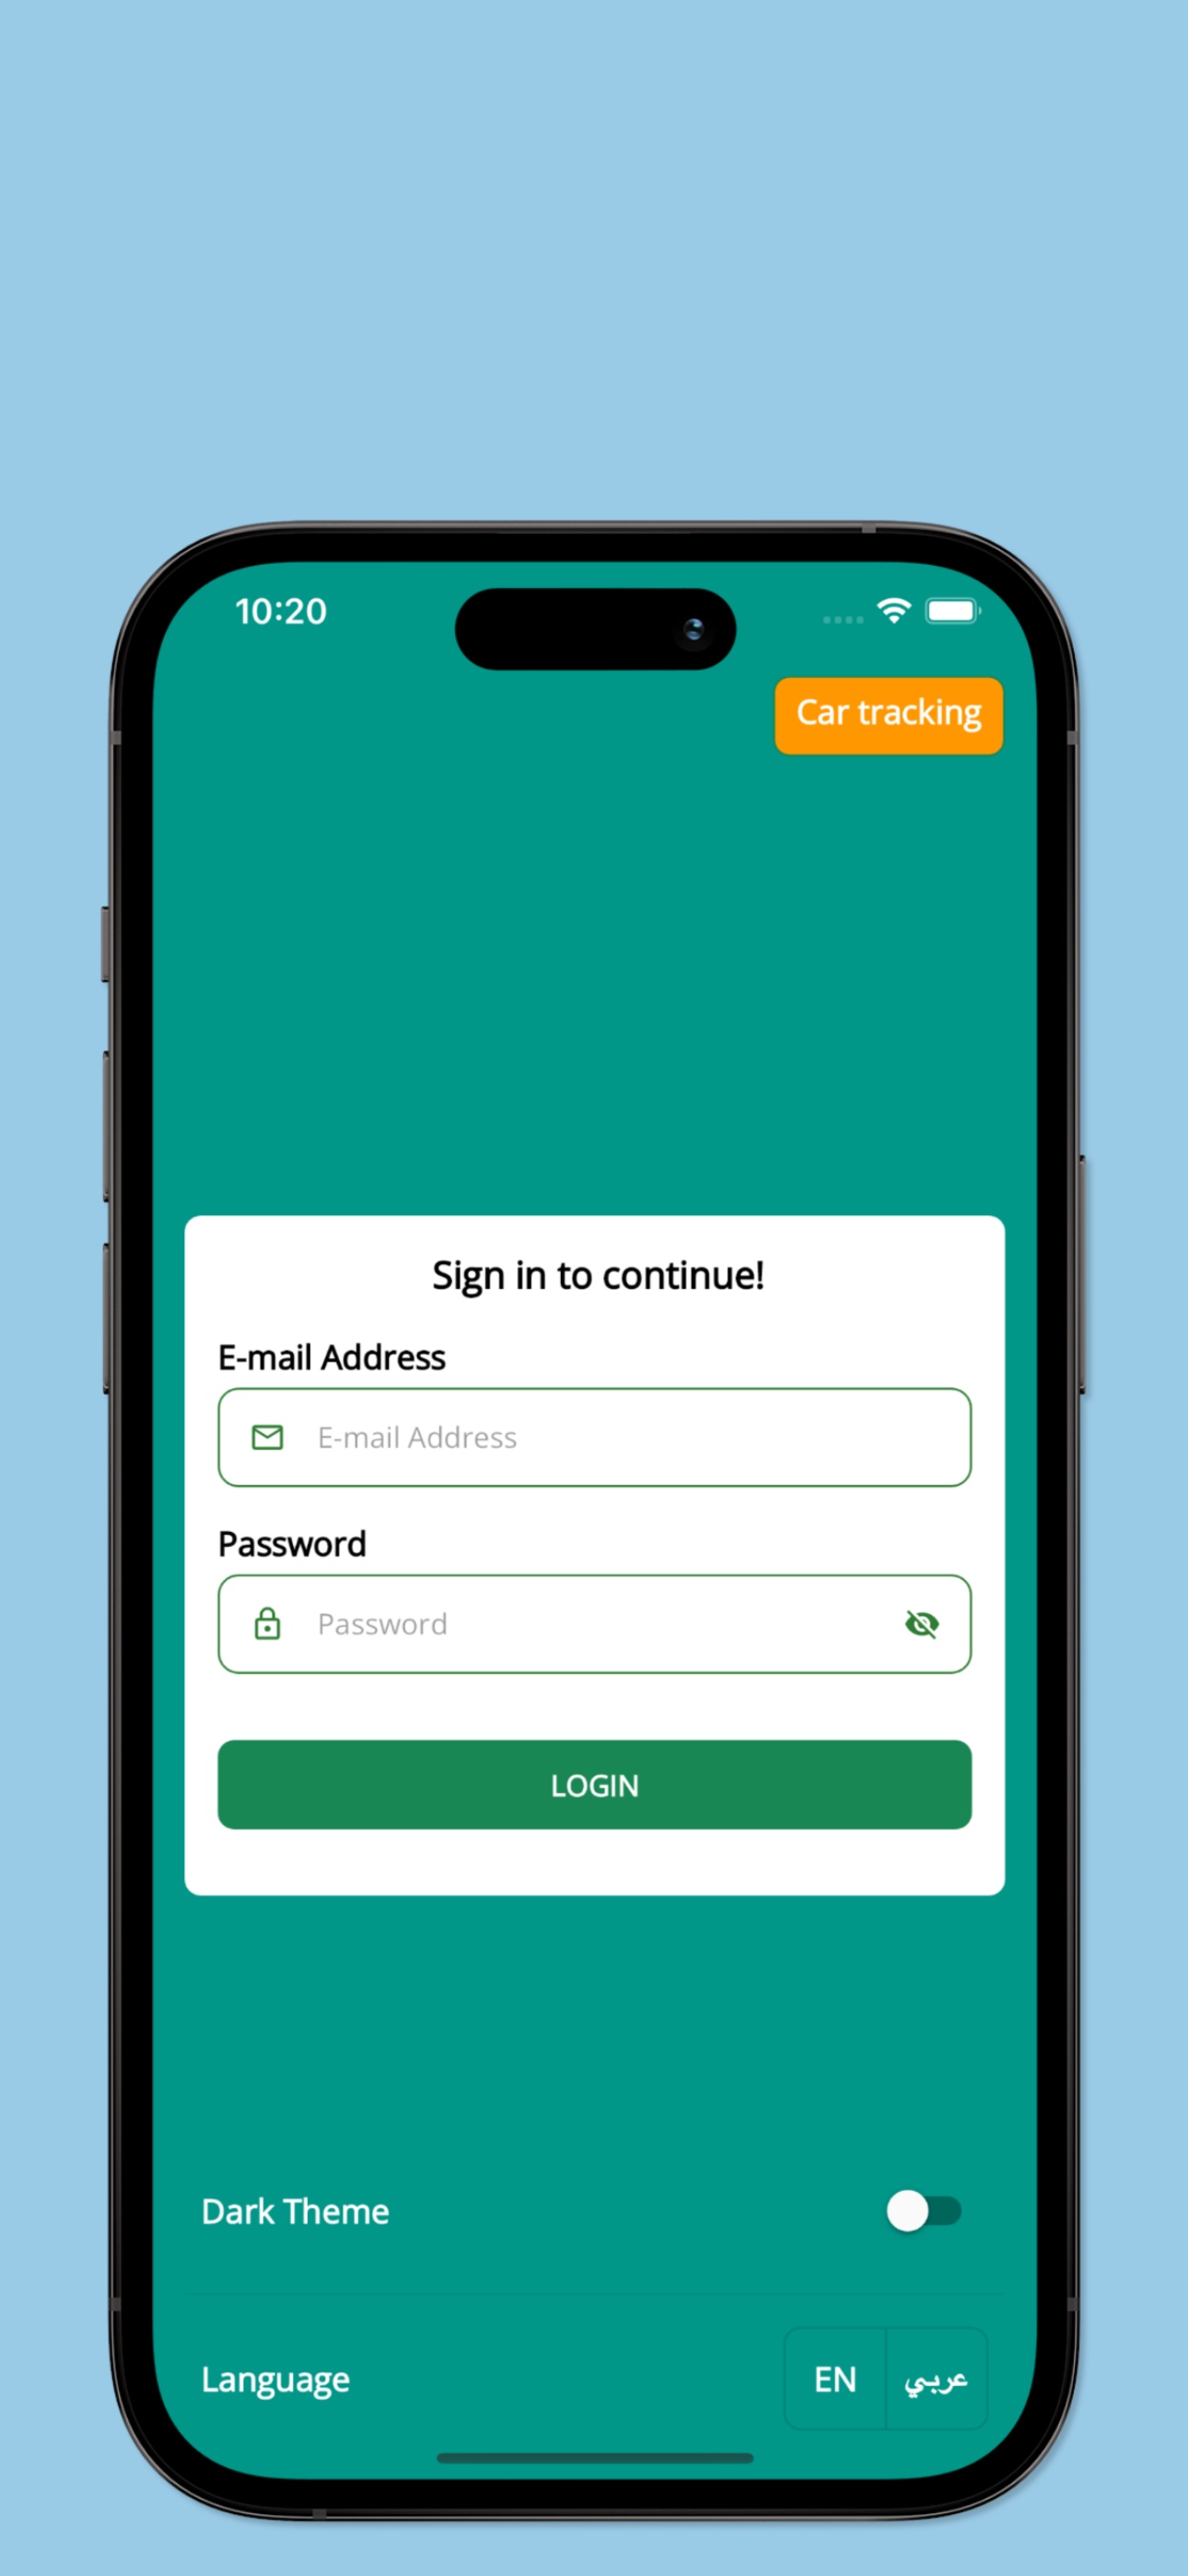 10:20
Car tracking
Sign in to continue!
E-mail Address
E-mail Address
Password
Password
LOGIN
Dark Theme
Language
EN
عربي